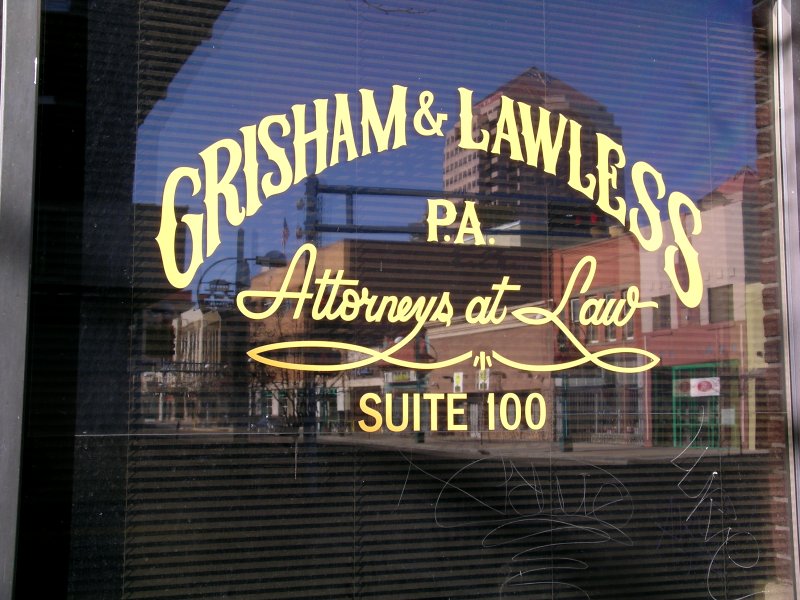 GRISHAM & LAWLESS
P.A.
Attorneys at Law
SUITE 100